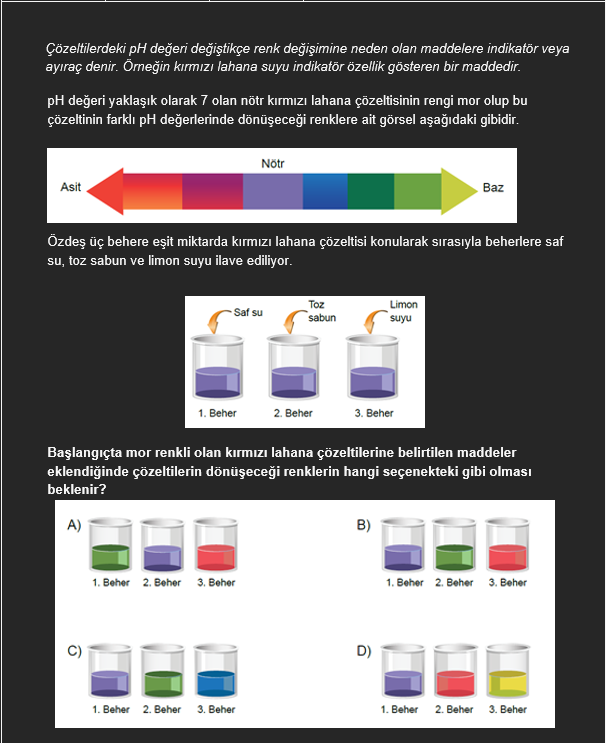 Çözeltilerdeki pH değeri değiştikçe renk değişimine neden olan maddelere indikatör veya
ayıraç denir. Örneğin kırmızı lahana suyu indikatör özellik gösteren bir maddedir.
pH değeri yaklaşık olarak 7 olan nötr kırmızı lahana çözeltisinin rengi mor olup bu
çözeltinin farklı pH değerlerinde dönüşeceği renklere ait görsel aşağıdaki gibidir.
Nötr
Asit
Baz
Özdeş üç behere eşit miktarda kırmızı lahana çözeltisi konularak sırasıyla beherlere saf
su, toz sabun ve limon suyu ilave ediliyor.
Saf su
Toz
sabun
Limon
suyu
1. Beher 2. Beher 3. Beher
Başlangıçta mor renkli olan kırmızı lahana çözeltilerine belirtilen maddeler
eklendiğinde çözeltilerin dönüşeceği renklerin hangi seçenekteki gibi olması
beklenir?
A)
1. Beher 2. Beher 3. Beher
B)
1. Beher 2. Beher 3. Beher
C)
1. Beher 2. Beher 3. Beher
D)
1. Beher 2. Beher 3. Beher